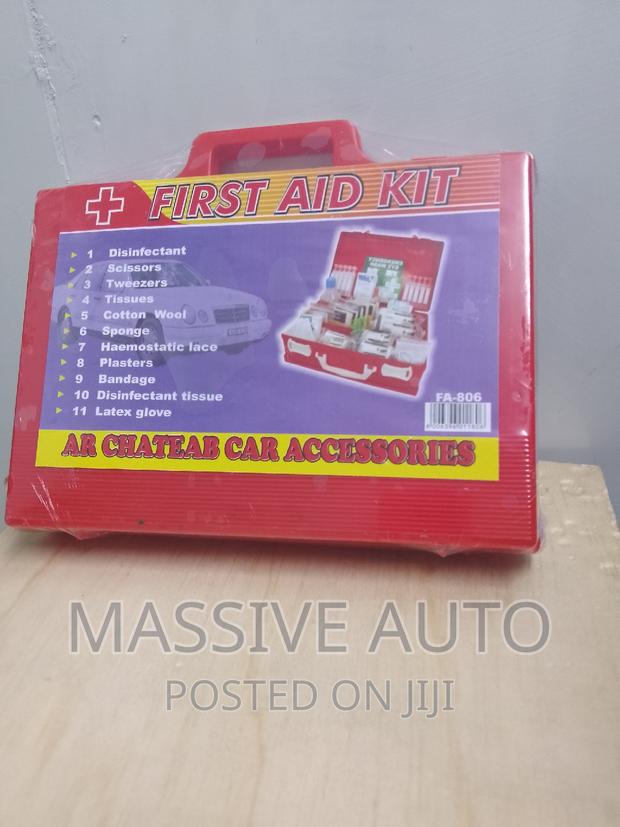 FIRST AID KIT
1 Disinfectant
2 Scissors
3 Tweezers
4 Tissues
5 Cotton Wool
6 Sponge
7 Haemostatic lace
8 Plasters
9 Bandage
10 Disinfectant tissue
11 Latex glove
FA-806
AR CHATEAB CAR ACCESSORIES
MASSIVE AUTO
POSTED ON JIJI